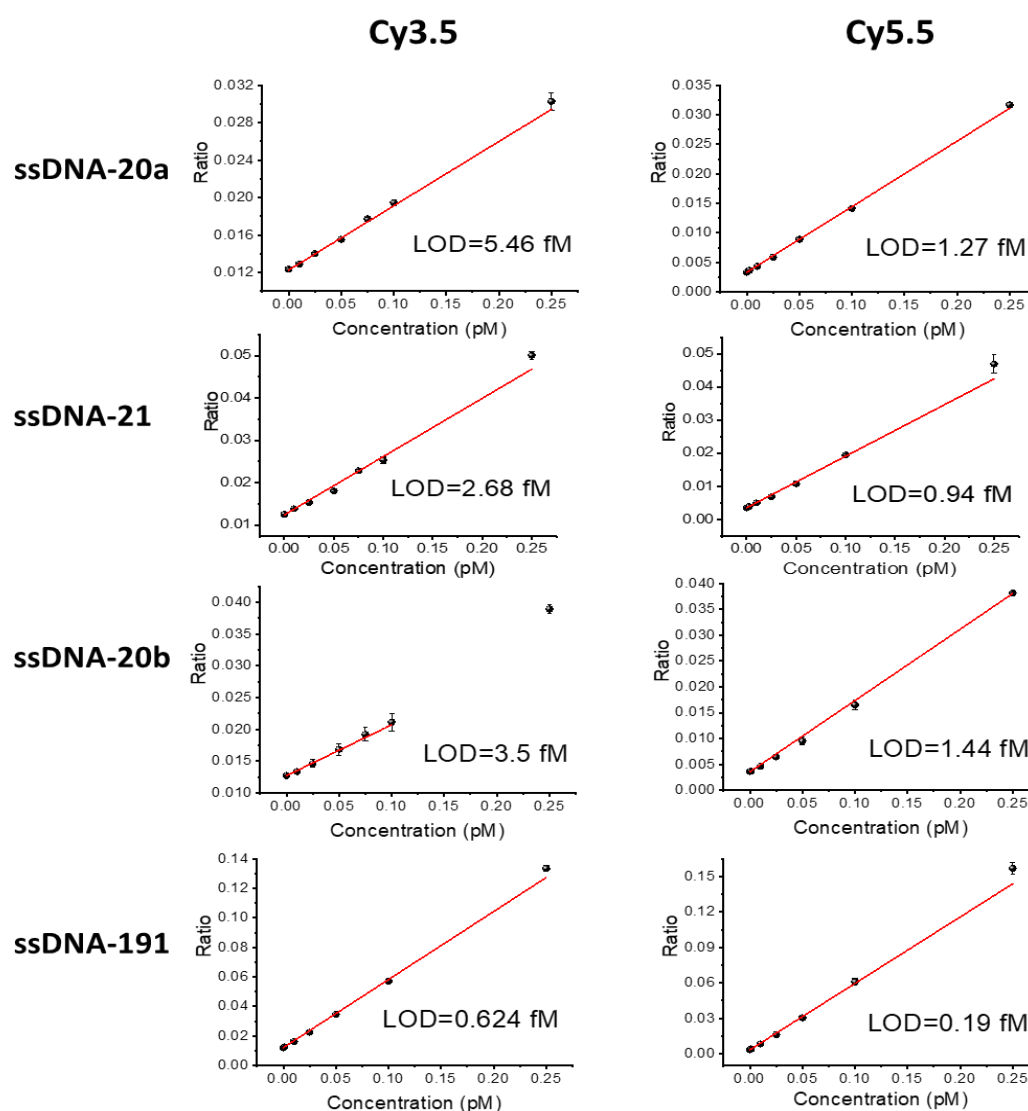 Cy3.5 Cy5.5
ssDNA-20a
Ratio
0.032
0.028
0.024
0.020
0.016
0.012
LOD=5.46 fM
0.00 0.05 0.10 0.15 0.20 0.25
Concentration (pM)
Ratio
0.035
0.030
0.025
0.020
0.015
0.010
0.005
0.000
LOD=1.27 fM
0.00 0.05 0.10 0.15 0.20 0.25
Concentration (pM)
ssDNA-21
Ratio
0.05
0.04
0.03
0.02
0.01
LOD=2.68 fM
0.00 0.05 0.10 0.15 0.20 0.25
Concentration (pM)
Ratio
0.05
0.04
0.03
0.02
0.01
0.00
LOD=0.94 fM
0.00 0.05 0.10 0.15 0.20 0.25
Concentration (pM)
ssDNA-20b
Ratio
0.040
0.035
0.030
0.025
0.020
0.015
0.010
LOD=3.5 fM
0.00 0.05 0.10 0.15 0.20 0.25
Concentration (pM)
Ratio
0.040
0.035
0.030
0.025
0.020
0.015
0.010
0.005
0.000
LOD=1.44 fM
0.00 0.05 0.10 0.15 0.20 0.25
Concentration (pM)
ssDNA-191
Ratio
0.14
0.12
0.10
0.08
0.06
0.04
0.02
0.00
LOD=0.624 fM
0.00 0.05 0.10 0.15 0.20 0.25
Concentration (pM)
Ratio
0.15
0.12
0.09
0.06
0.03
0.00
LOD=0.19 fM
0.00 0.05 0.10 0.15 0.20 0.25
Concentration (pM)